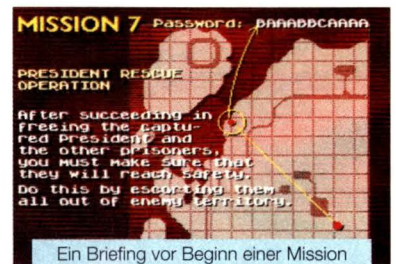 MISSION 7 Password: BAAABBCAAAA
PRESIDENT RESCUE
OPERATION
After succeeding in
freeing the captu-
red President and
the other prisoners,
you must make sure that
they will reach safety.
Do this by escorting them
all out of enemy territory.
Ein Briefing vor Beginn einer Mission